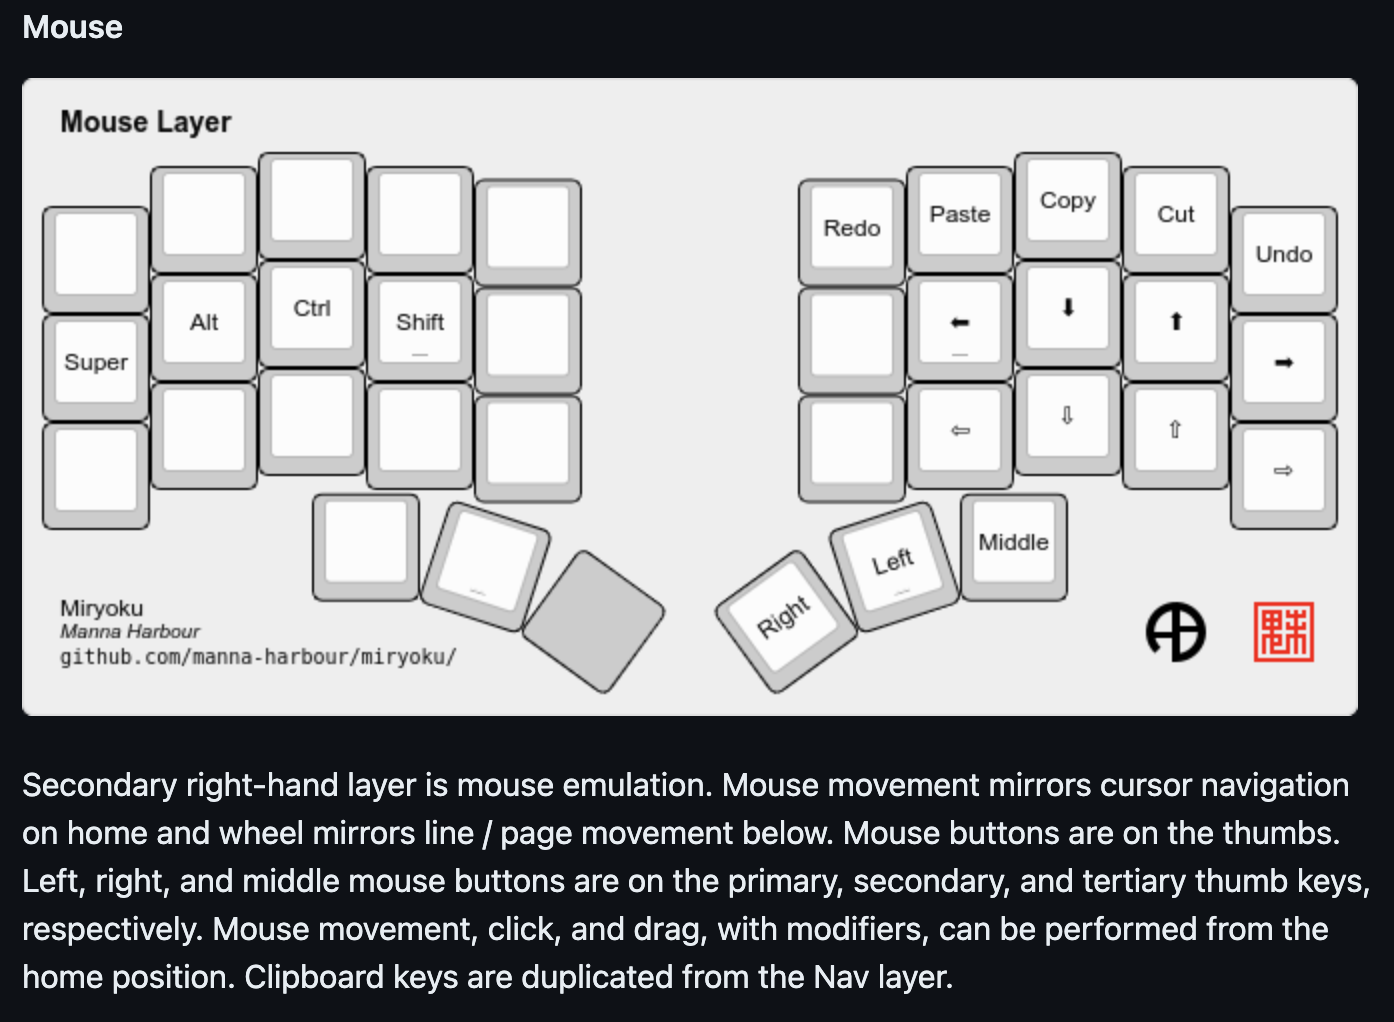 Mouse
Mouse Layer
Redo Paste Copy Cut Undo
Super Alt Ctrl Shift ⬅ ⬇ ⬆ ➡
⇦ ⇩ ⇧ ⇨
Right Left Middle
Miryoku
Manna Harbour
github.com/manna-harbour/miryoku/
魅
Secondary right-hand layer is mouse emulation. Mouse movement mirrors cursor navigation
on home and wheel mirrors line / page movement below. Mouse buttons are on the thumbs.
Left, right, and middle mouse buttons are on the primary, secondary, and tertiary thumb keys,
respectively. Mouse movement, click, and drag, with modifiers, can be performed from the
home position. Clipboard keys are duplicated from the Nav layer.